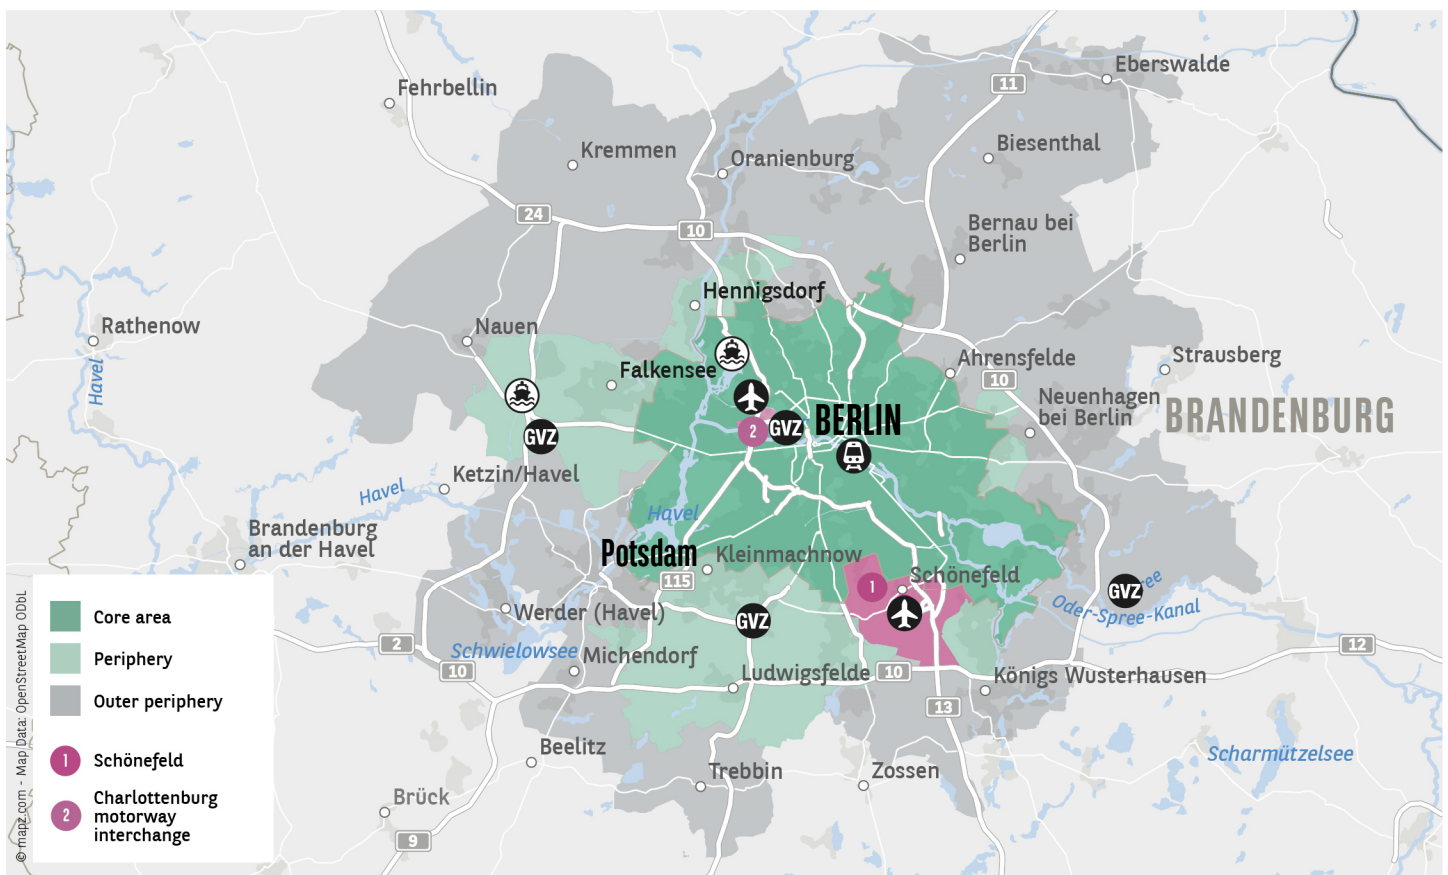 Eberswalde
11
Fehrbellin
Biesenthal
Kremmen
Oranienburg
24
10
Bernau bei
Berlin
Hennigsdorf
Rathenow
Nauen
Havel
Falkensee
Ahrensfelde
Strausberg
10
Neuenhagen
bei Berlin
BRANDENBURG
2
GVZ
BERLIN
GVZ
Ketzin/Havel
Havel
Havel
Brandenburg
an der Havel
Potsdam
Kleinmachnow
115
1
Schönefeld
GVZ
ree
Oder-Spree-Kanal
Werder (Havel)
GVZ
2
Schwielowsee
Michendorf
10
Ludwigsfelde
10
Königs Wusterhausen
12
13
Beelitz
Trebbin
Zossen
Scharmützelsee
Brück
9
Core area
Periphery
Outer periphery
1
Schönefeld
2
Charlottenburg
motorway
interchange
© mapz.com - Map Data: OpenStreetMap ODbL